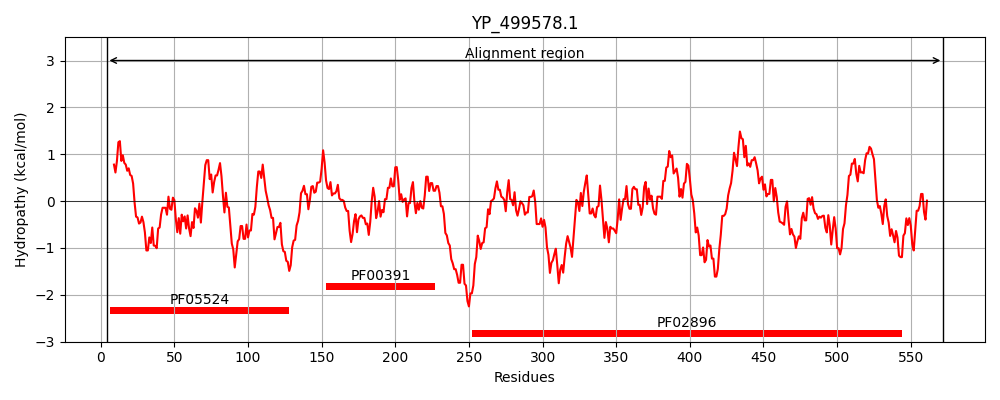 YP_499578.1
Alignment region
Hydropathy (kcal/mol)
3
2
1
0
−1
−2
−3
PF00391
PF05524
PF02896
0 50 100 150 200 250 300 350 400 450 500 550
Residues